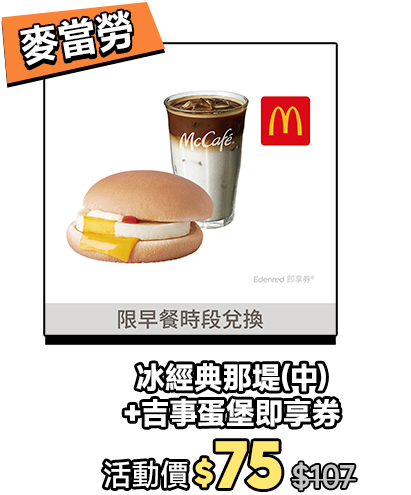 麥當勞
McCafé
Edenred 即享券®
限早餐時段兌換
冰經典那堤(中)
+吉事蛋堡即享券
活動價$75 $107